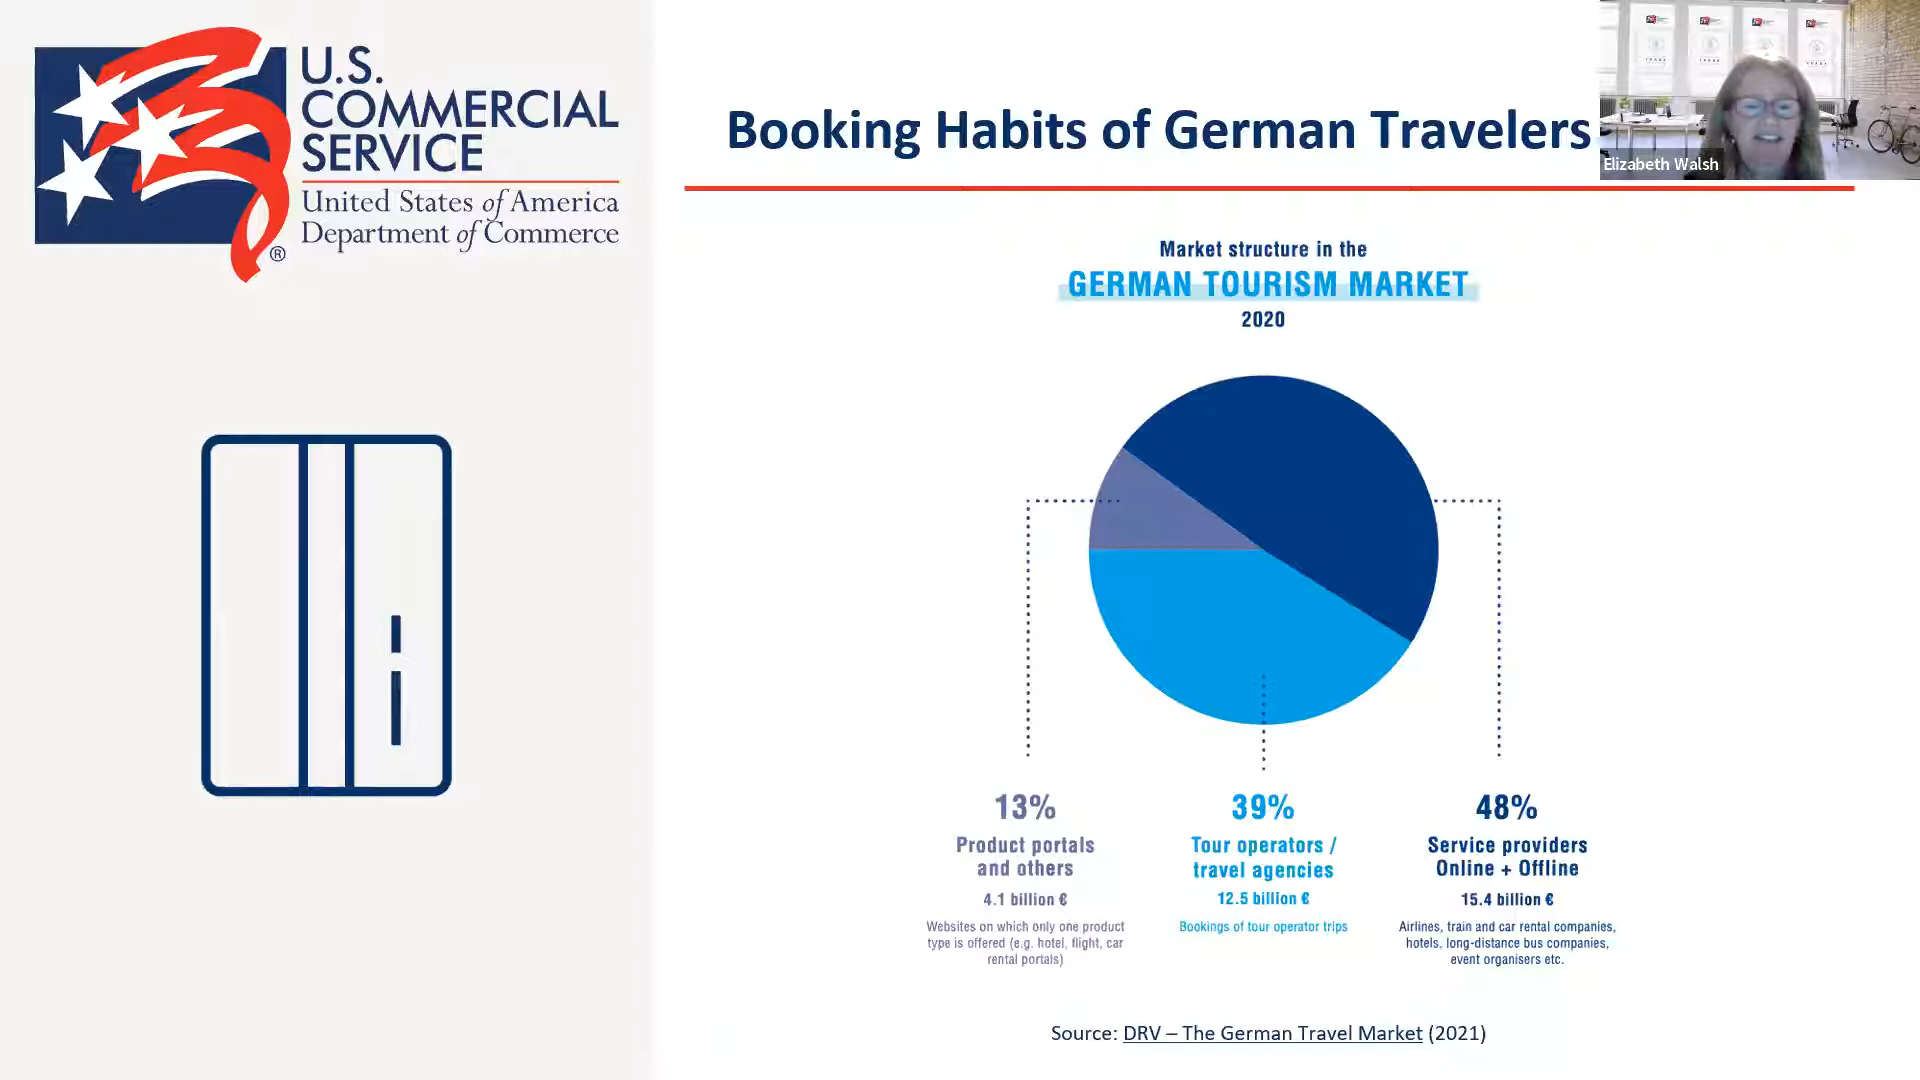 U.S.
COMMERCIAL
SERVICE
United States of America
Department of Commerce
®
Booking Habits of German Travelers
Elizabeth Walsh
Market structure in the
GERMAN TOURISM MARKET
2020
13%
Product portals
and others
4.1 billion €
Websites on which only one product
type is offered (e.g. hotel, flight, car
rental portals)
39%
Tour operators /
travel agencies
12.5 billion €
Bookings of tour operator trips
48%
Service providers
Online + Offline
15.4 billion €
Airlines, train and car rental companies,
hotels, long-distance bus companies,
event organisers etc.
Source: DRV – The German Travel Market (2021)